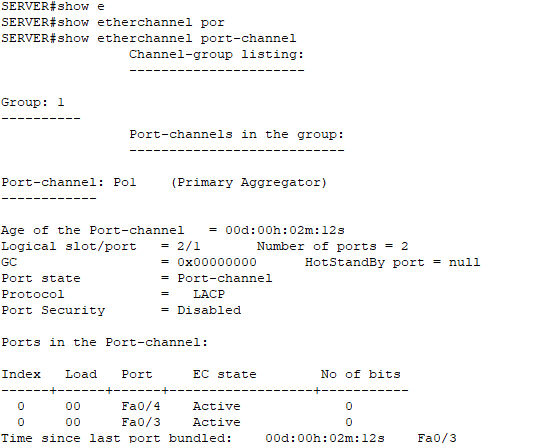 SERVER#show e
SERVER#show etherchannel por
SERVER#show etherchannel port-channel
Channel-group listing:
----------------------
Group: 1
----------
Port-channels in the group:
---------------------------
Port-channel: Po1    (Primary Aggregator)
------------
Age of the Port-channel   = 00d:00h:02m:12s
Logical slot/port   = 2/1       Number of ports = 2
GC                  = 0x00000000      HotStandBy port = null
Port state          = Port-channel
Protocol            =   LACP
Port Security       = Disabled
Ports in the Port-channel:
Index   Load   Port     EC state        No of bits
------+------+------+------------------+-----------
  0     00     Fa0/4    Active             0
  0     00     Fa0/3    Active             0
Time since last port bundled:    00d:00h:02m:12s    Fa0/3